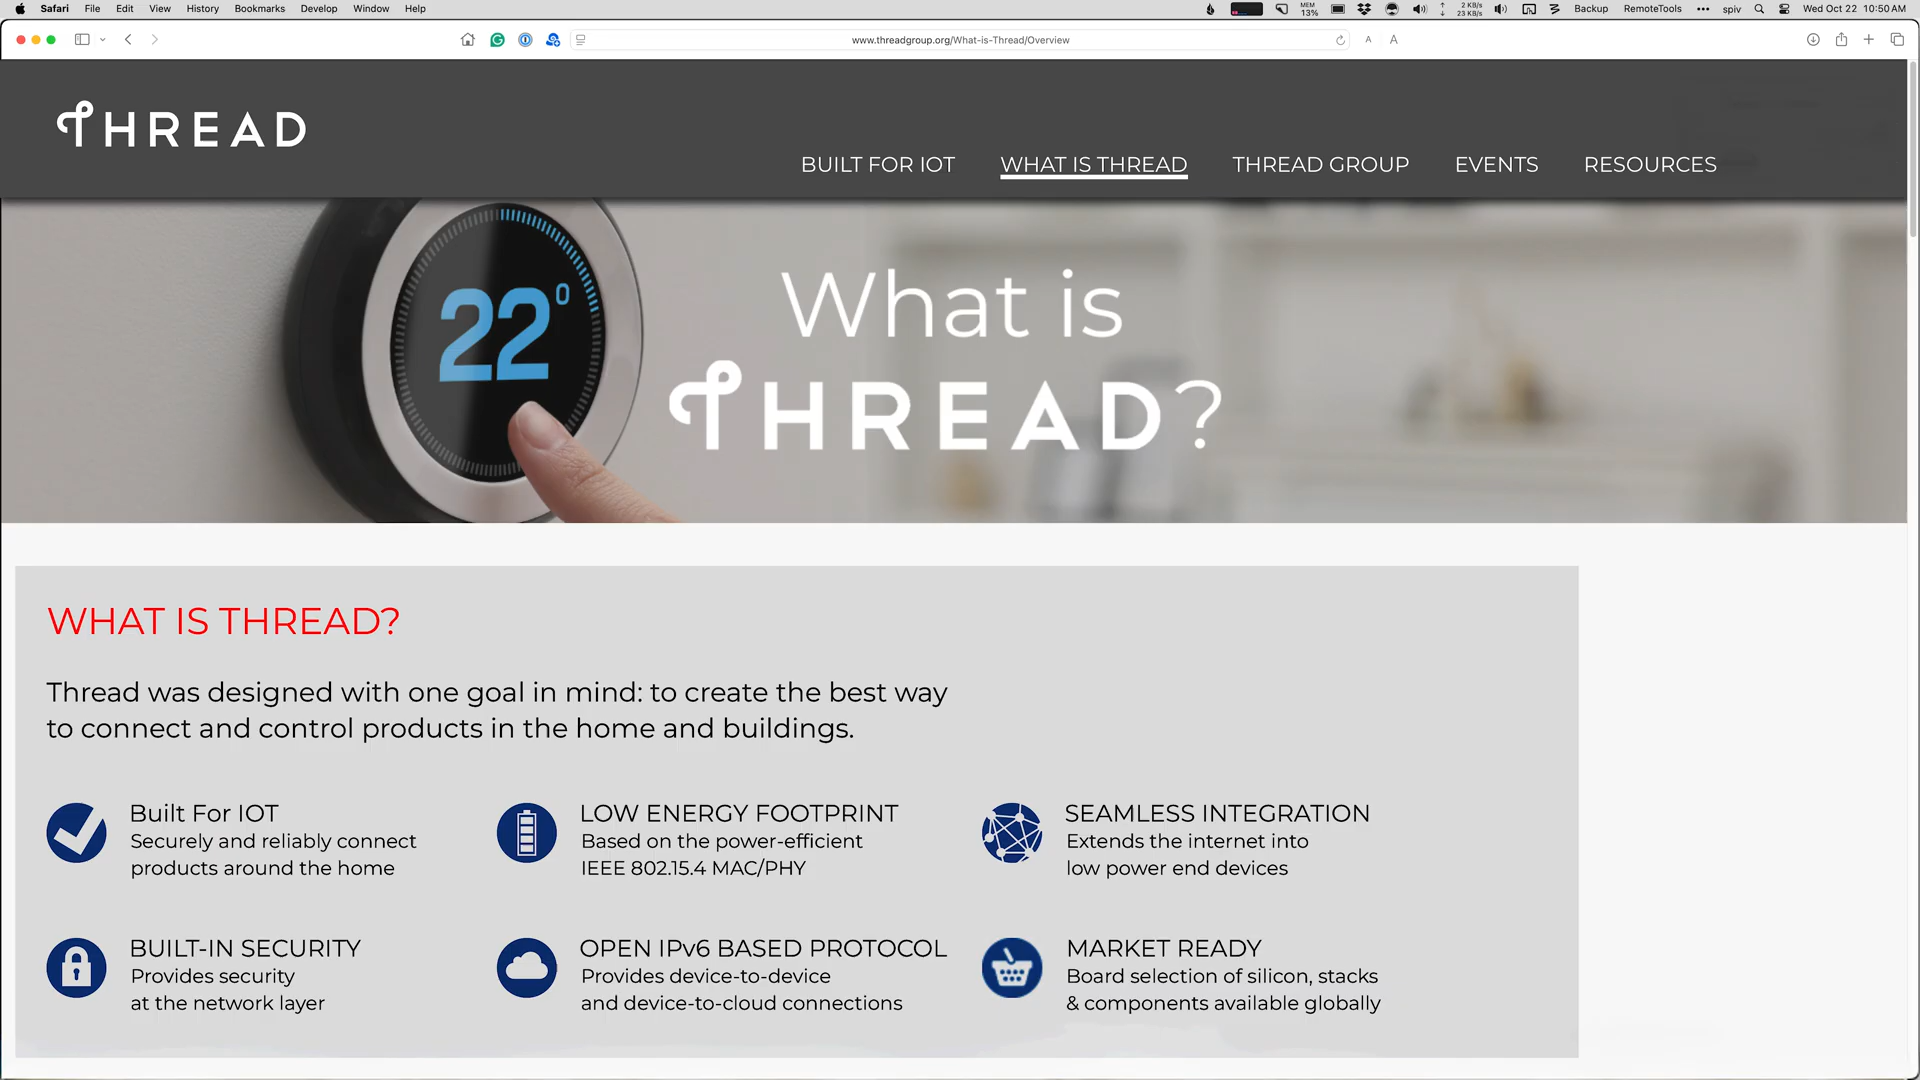 Safari File Edit View History Bookmarks Develop Window Help
MEM 13% 2 KB/s 23 KB/s Backup RemoteTools spiv Wed Oct 22 10:50 AM
www.threadgroup.org/What-is-Thread/Overview A A
THREAD
BUILT FOR IOT WHAT IS THREAD THREAD GROUP EVENTS RESOURCES
22°
What is
THREAD?
WHAT IS THREAD?
Thread was designed with one goal in mind: to create the best way
to connect and control products in the home and buildings.
Built For IOT
Securely and reliably connect
products around the home
LOW ENERGY FOOTPRINT
Based on the power-efficient
IEEE 802.15.4 MAC/PHY
SEAMLESS INTEGRATION
Extends the internet into
low power end devices
BUILT-IN SECURITY
Provides security
at the network layer
OPEN IPv6 BASED PROTOCOL
Provides device-to-device
and device-to-cloud connections
MARKET READY
Board selection of silicon, stacks
& components available globally